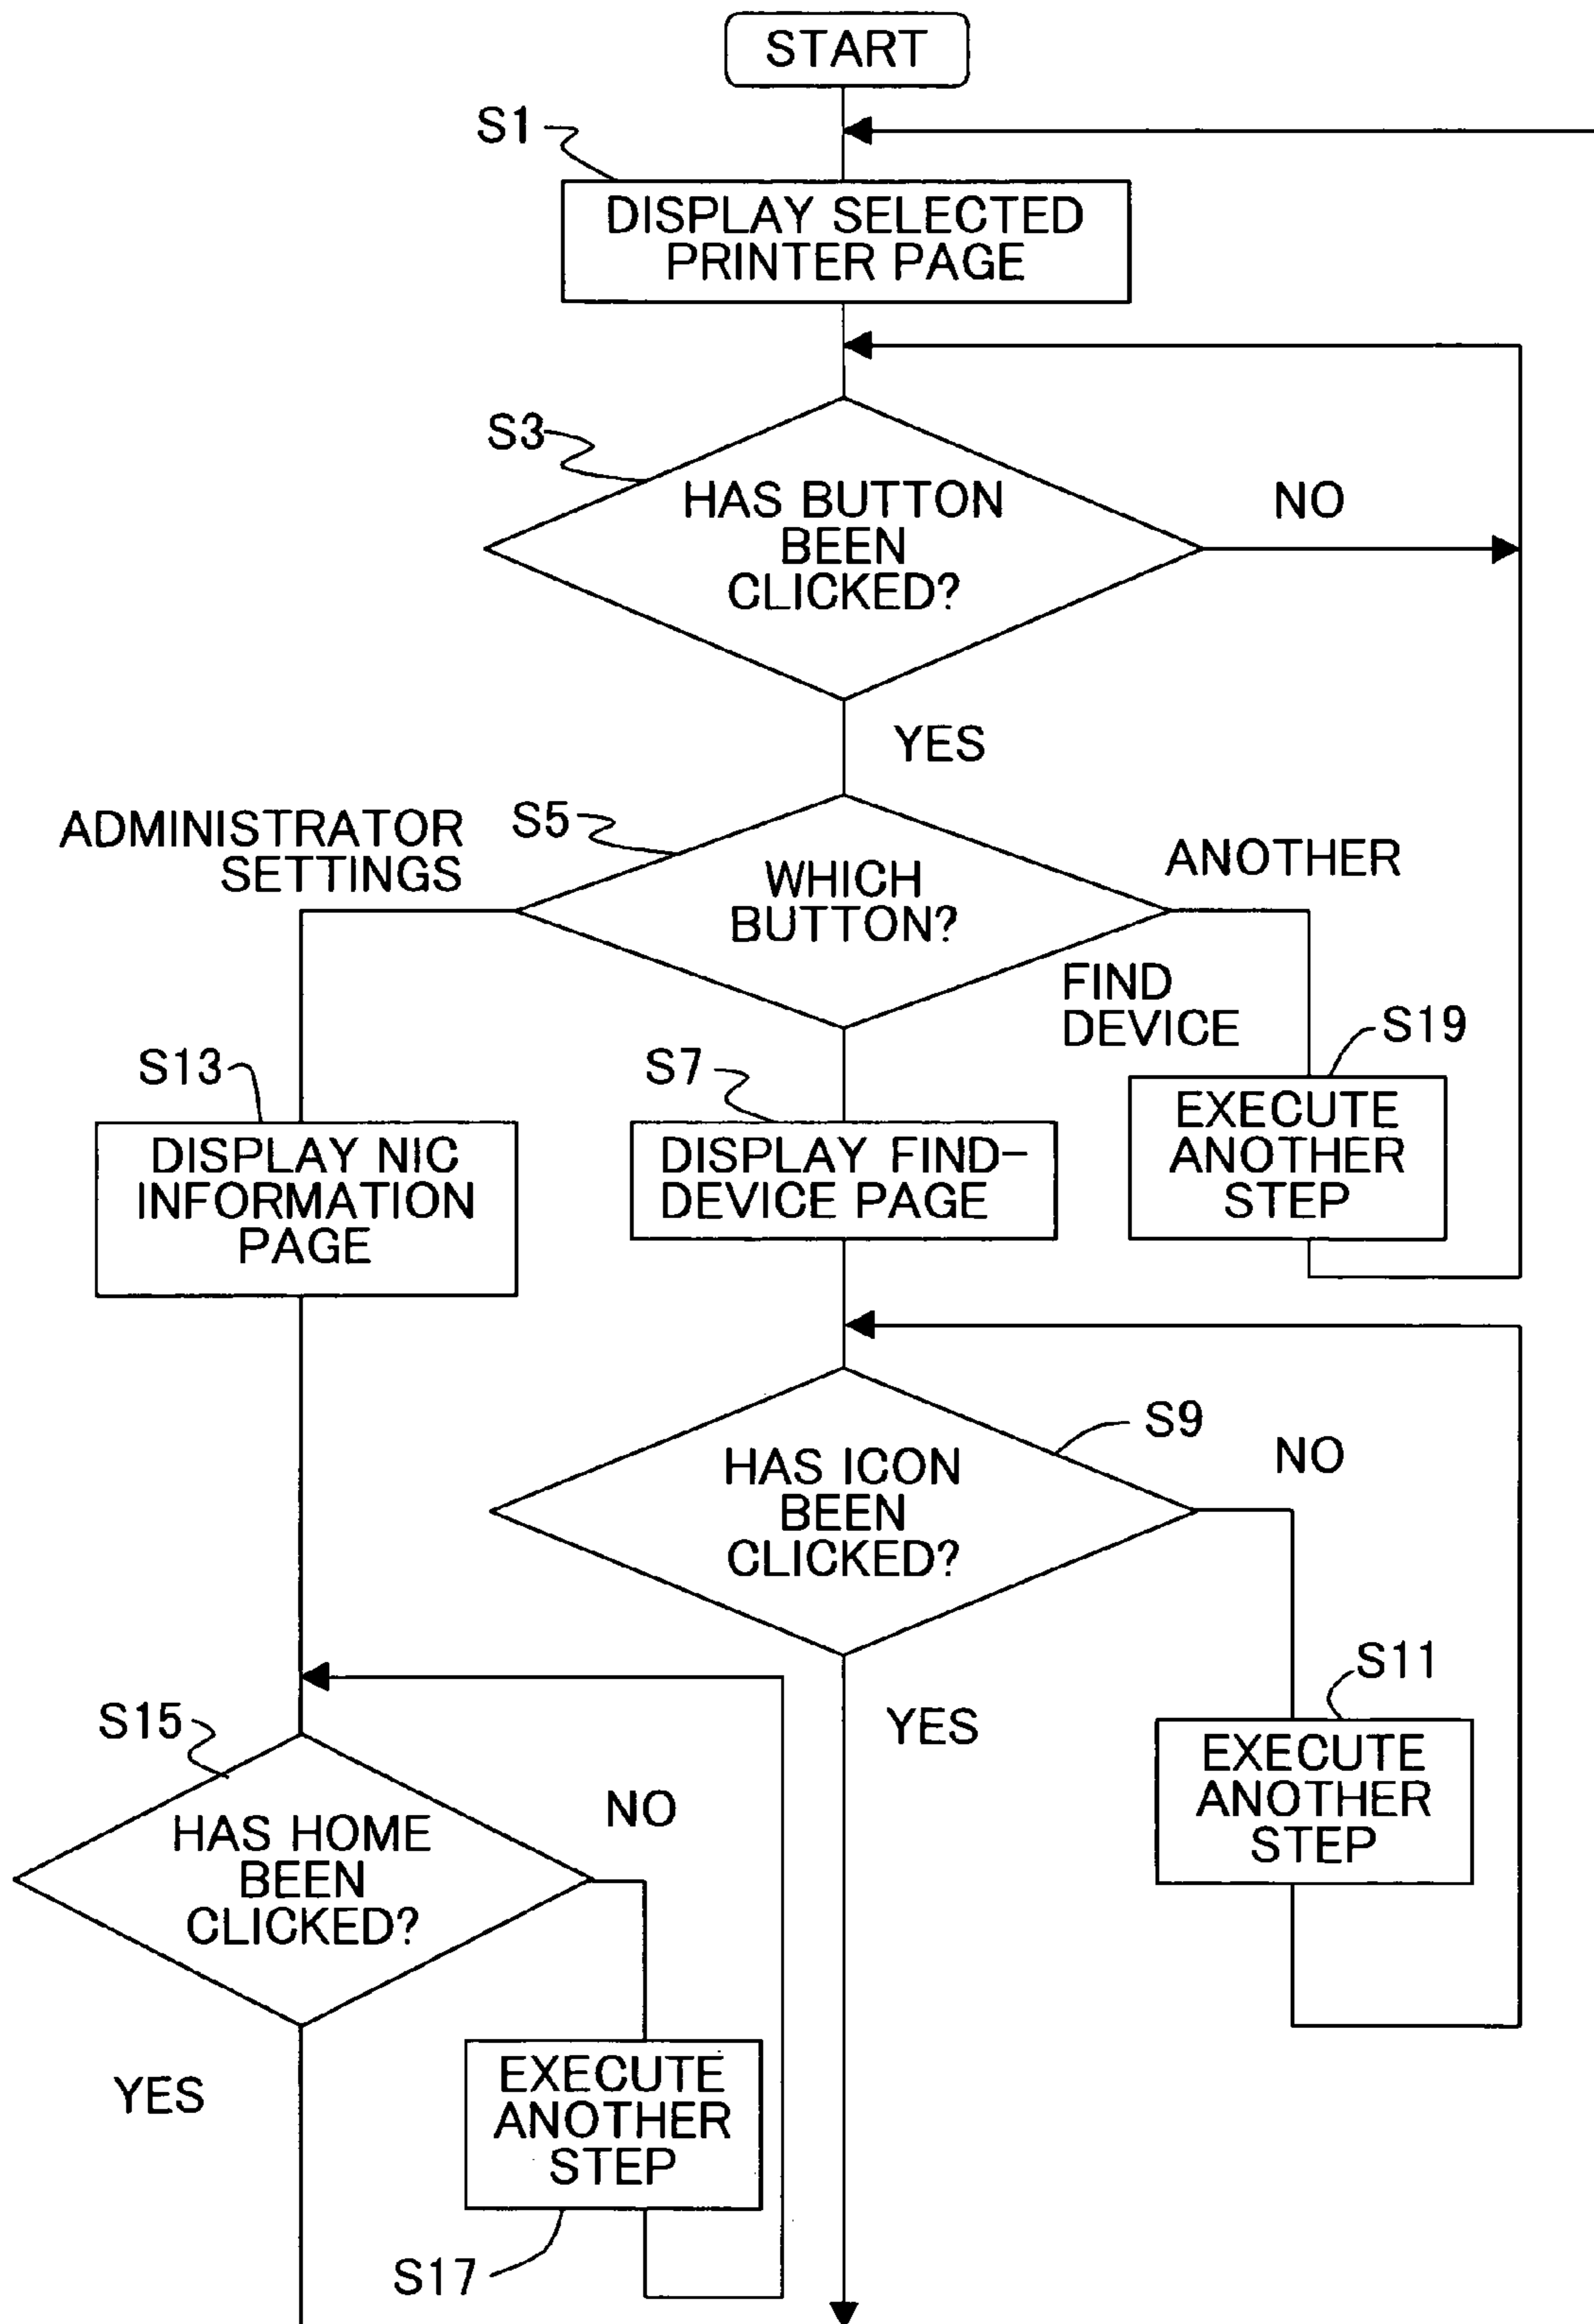 START
S1
DISPLAY SELECTED
PRINTER PAGE
S3
HAS BUTTON
BEEN
CLICKED?
NO
YES
ADMINISTRATOR
SETTINGS
S5
WHICH
BUTTON?
ANOTHER
FIND
DEVICE
S19
EXECUTE
ANOTHER
STEP
S13
DISPLAY NIC
INFORMATION
PAGE
S7
DISPLAY FIND-
DEVICE PAGE
S9
HAS ICON
BEEN
CLICKED?
NO
YES
S11
EXECUTE
ANOTHER
STEP
S15
HAS HOME
BEEN
CLICKED?
NO
YES
EXECUTE
ANOTHER
STEP
S17